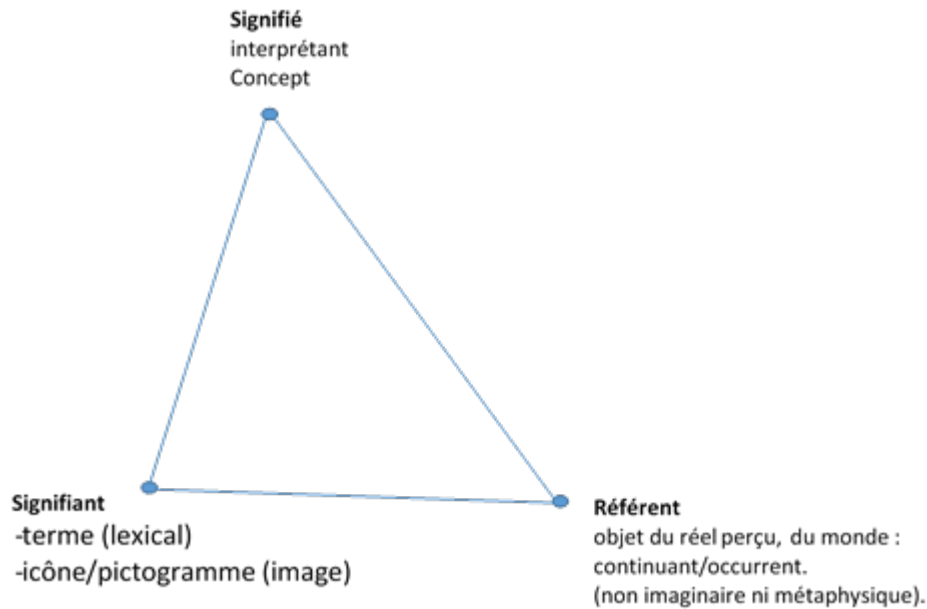 Signifié
interprétant
Concept
Signifiant
-terme (lexical)
-icône/pictogramme (image)
Référent
objet du réel perçu, du monde :
continuant/occurrent.
(non imaginaire ni métaphysique).